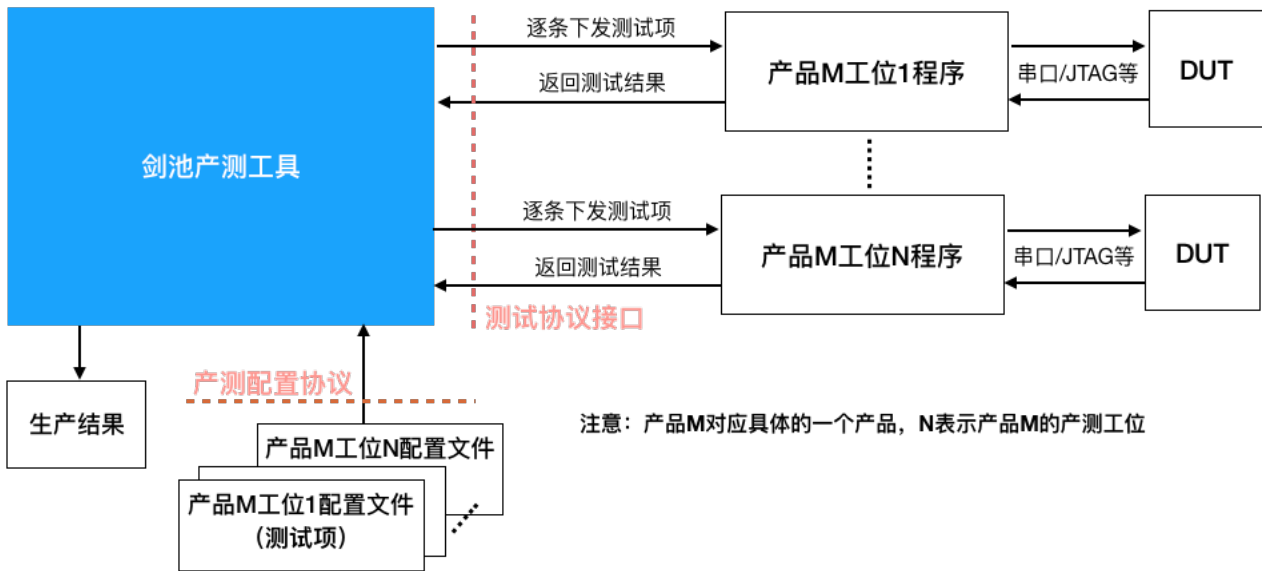 逐条下发测试项
产品M工位1程序
串口/JTAG等
DUT
返回测试结果
剑池产测工具
逐条下发测试项
产品M工位N程序
串口/JTAG等
DUT
返回测试结果
测试协议接口
产测配置协议
生产结果
注意：产品M对应具体的一个产品，N表示产品M的产测工位
产品M工位N配置文件
产品M工位1配置文件
（测试项）